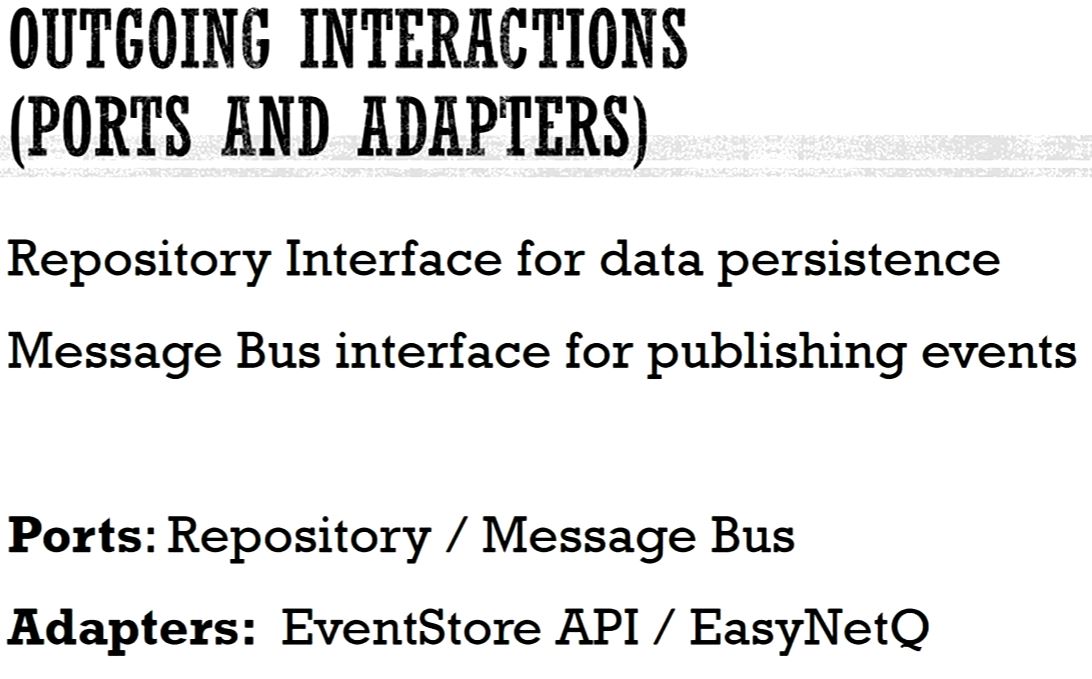 OUTGOING INTERACTIONS
(PORTS AND ADAPTERS)
Repository Interface for data persistence
Message Bus interface for publishing events
Ports: Repository / Message Bus
Adapters: EventStore API / EasyNetQ